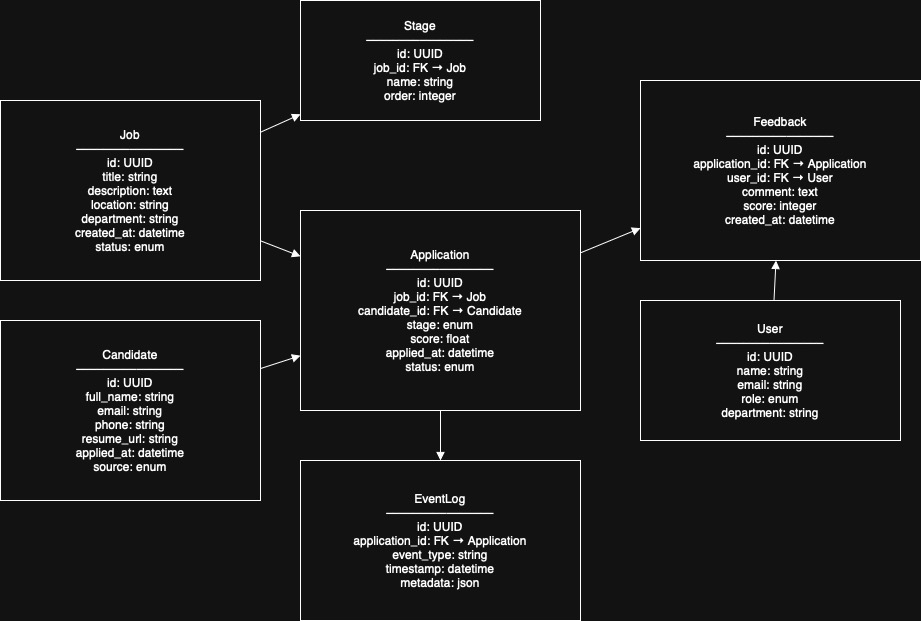 Stage
id: UUID
job_id: FK → Job
name: string
order: integer
Job
id: UUID
title: string
description: text
location: string
department: string
created_at: datetime
status: enum
Feedback
id: UUID
application_id: FK → Application
user_id: FK → User
comment: text
score: integer
created_at: datetime
Application
id: UUID
job_id: FK → Job
candidate_id: FK → Candidate
stage: enum
score: float
applied_at: datetime
status: enum
Candidate
id: UUID
full_name: string
email: string
phone: string
resume_url: string
applied_at: datetime
source: enum
User
id: UUID
name: string
email: string
role: enum
department: string
EventLog
id: UUID
application_id: FK → Application
event_type: string
timestamp: datetime
metadata: json